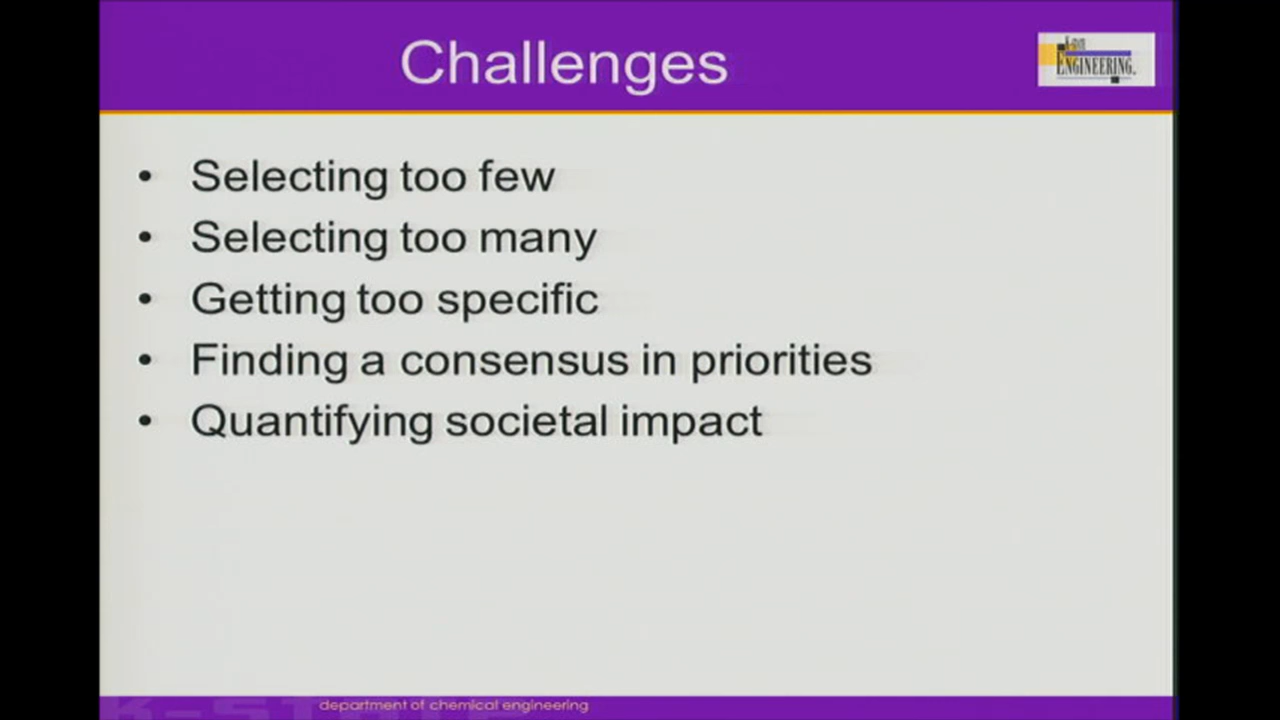 Challenges
ENGINEERING
• Selecting too few
• Selecting too many
• Getting too specific
• Finding a consensus in priorities
• Quantifying societal impact
department of chemical engineering